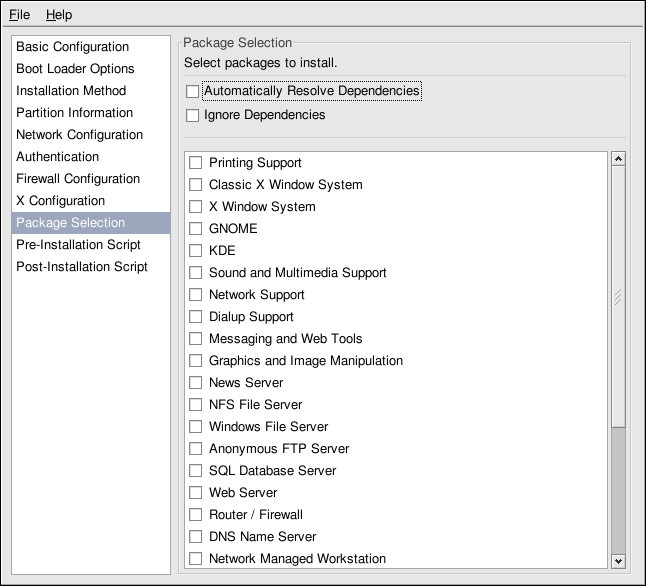 File Help
Basic Configuration
Boot Loader Options
Installation Method
Partition Information
Network Configuration
Authentication
Firewall Configuration
X Configuration
Package Selection
Pre-Installation Script
Post-Installation Script
Package Selection
Select packages to install.
Automatically Resolve Dependencies
Ignore Dependencies
Printing Support
Classic X Window System
X Window System
GNOME
KDE
Sound and Multimedia Support
Network Support
Dialup Support
Messaging and Web Tools
Graphics and Image Manipulation
News Server
NFS File Server
Windows File Server
Anonymous FTP Server
SQL Database Server
Web Server
Router / Firewall
DNS Name Server
Network Managed Workstation